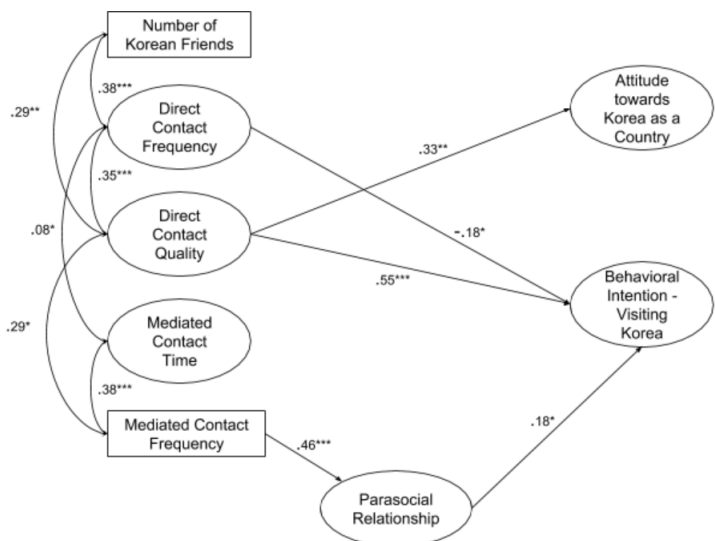 Number of
Korean Friends
.38***
.29**
Direct
Contact
Frequency
Attitude
towards
Korea as a
Country
.33**
.35***
Direct
Contact
Quality
.08*
-.18*
.55***
Behavioral
Intention -
Visiting
Korea
.29*
Mediated
Contact
Time
.38***
Mediated Contact
Frequency
.46***
.18*
Parasocial
Relationship